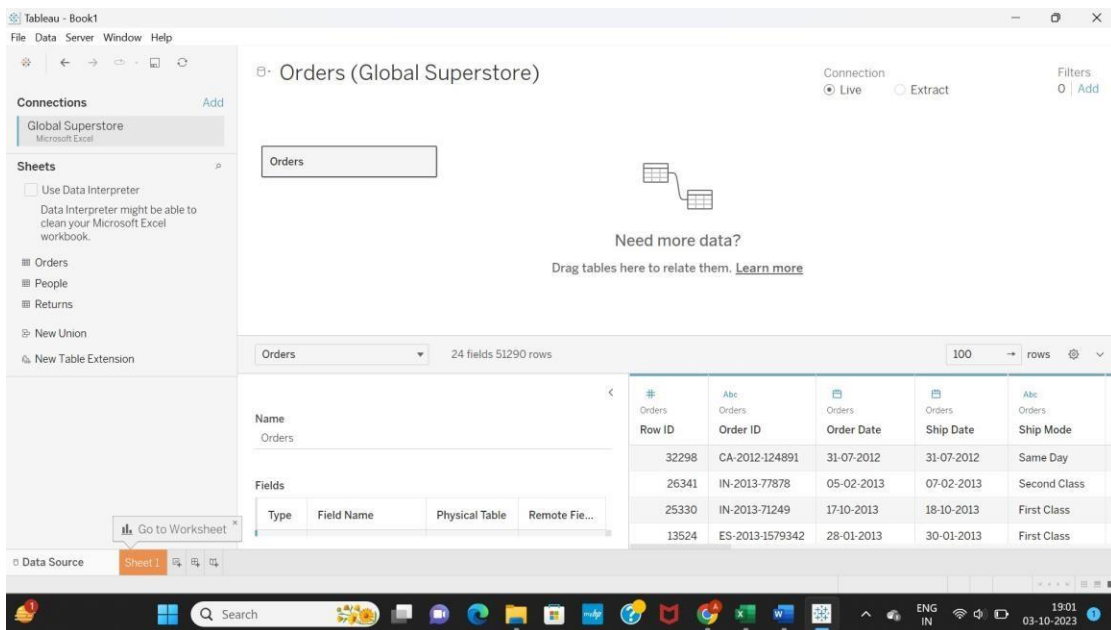 Tableau - Book1
File Data Server Window Help
Connections Add
Global Superstore
Microsoft Excel
Sheets
Use Data Interpreter
Data Interpreter might be able to
clean your Microsoft Excel
workbook.
Orders
People
Returns
New Union
New Table Extension
Orders (Global Superstore)
Connection
Live Extract
Filters
0 Add
Orders
Need more data?
Drag tables here to relate them. Learn more
Orders 24 fields 51290 rows 100 → rows
Name
Orders
Fields
Type Field Name Physical Table Remote Fie...
# Abc Abc
Orders Orders Orders Orders Orders
Row ID Order ID Order Date Ship Date Ship Mode
32298 CA-2012-124891 31-07-2012 31-07-2012 Same Day
26341 IN-2013-77878 05-02-2013 07-02-2013 Second Class
25330 IN-2013-71249 17-10-2013 18-10-2013 First Class
13524 ES-2013-1579342 28-01-2013 30-01-2013 First Class
Go to Worksheet
Data Source Sheet 1
Search
ENG
IN
19:01
03-10-2023
1